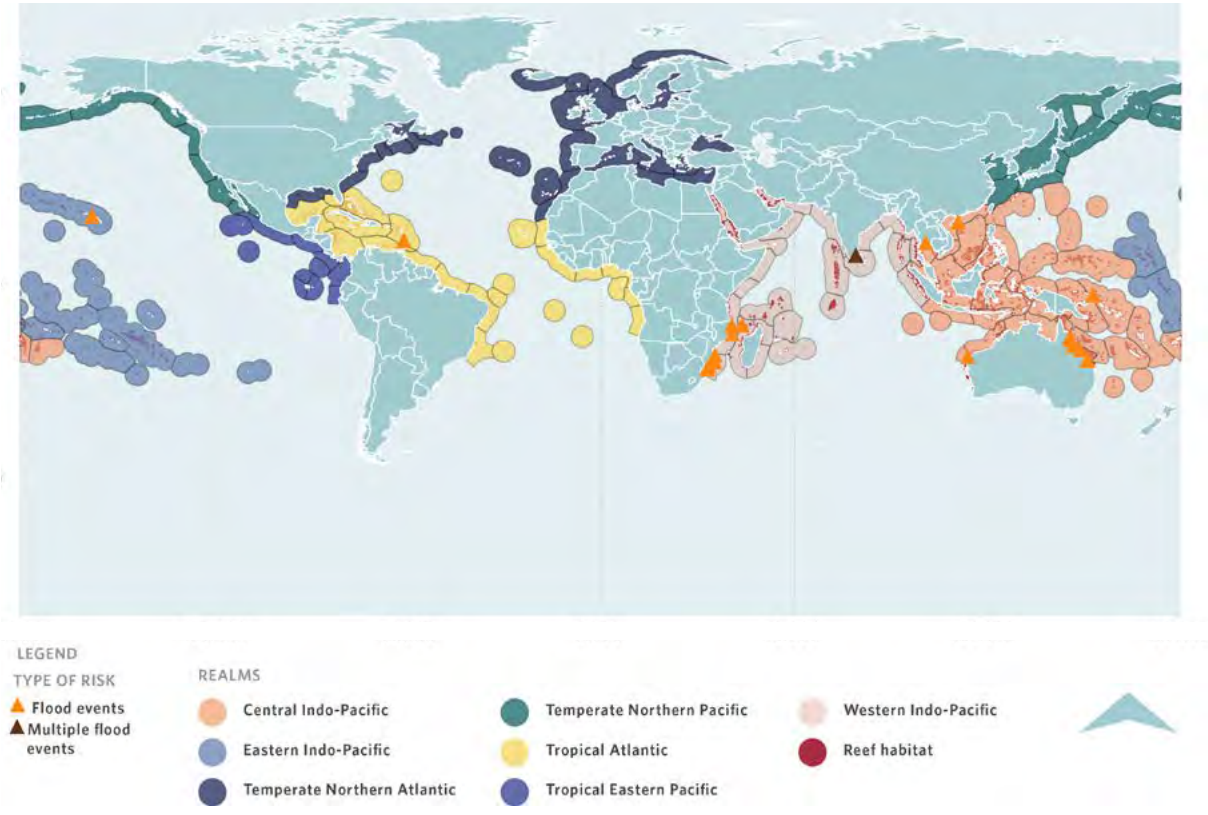 LEGEND
TYPE OF RISK
Flood events
Multiple flood
events
REALMS
Central Indo-Pacific
Eastern Indo-Pacific
Temperate Northern Atlantic
Temperate Northern Pacific
Tropical Atlantic
Tropical Eastern Pacific
Western Indo-Pacific
Reef habitat